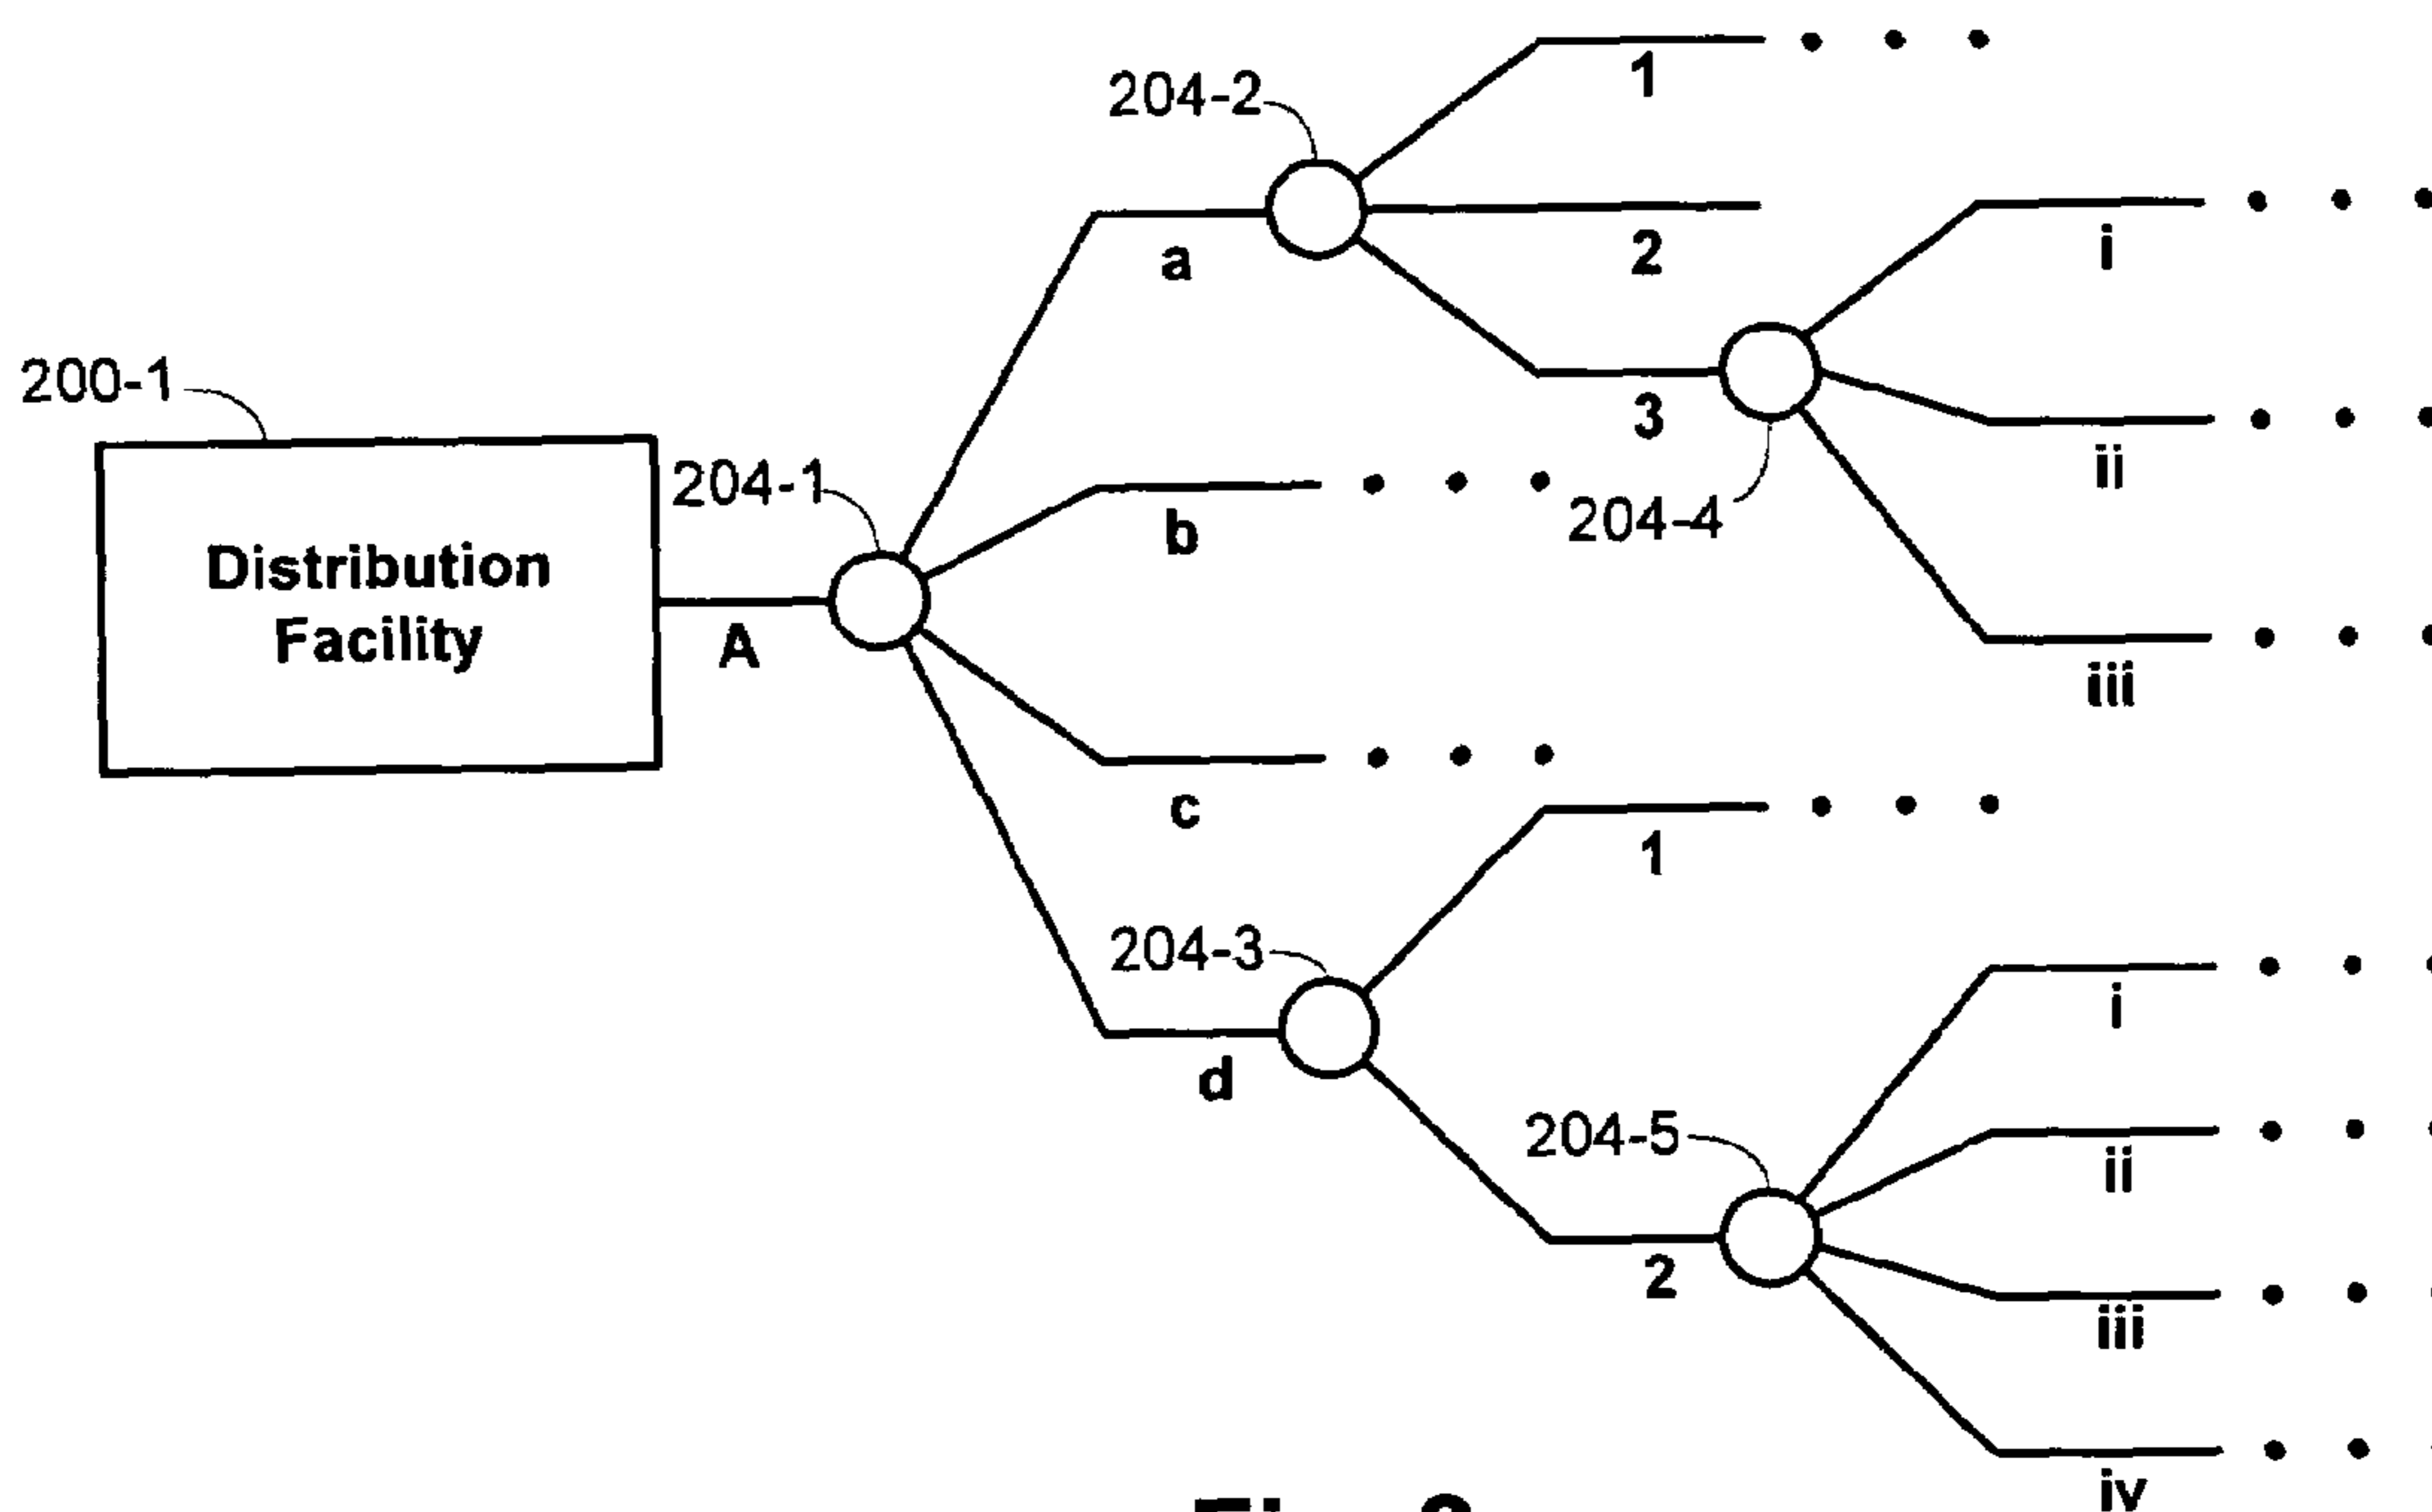 1
204-2
2
i
a
200-1
3
ii
204-1
204-4
b
Distribution
Facility
A
iii
c
1
204-3
i
d
204-5
ii
2
iii
iv